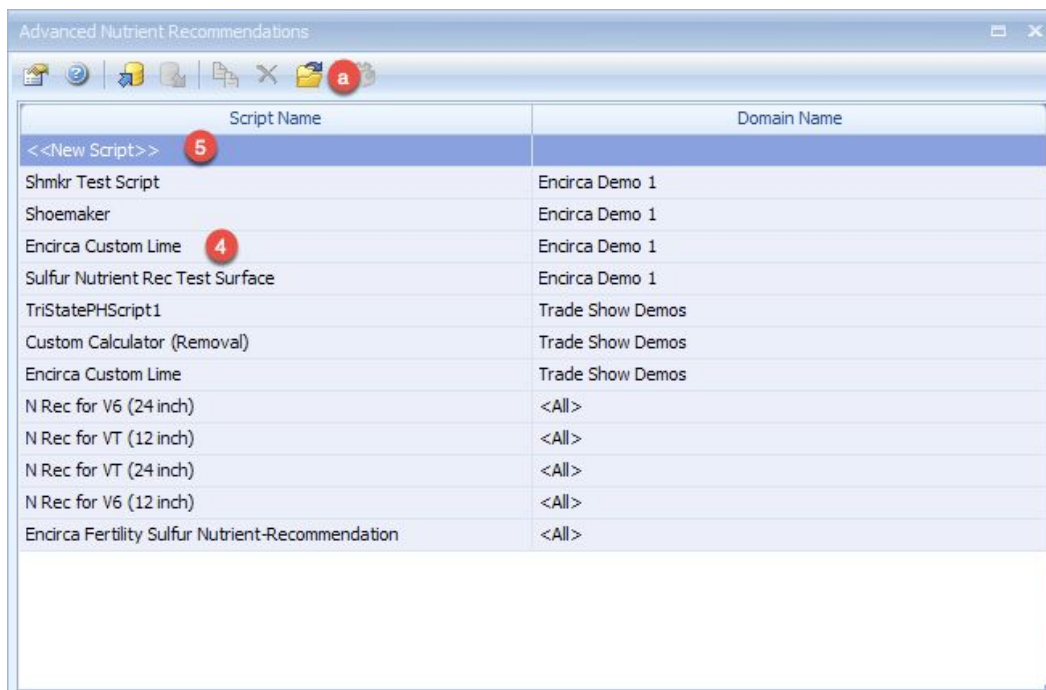 Advanced Nutrient Recommendations
a
Script Name Domain Name
<<New Script>> 5
Shmkr Test Script Encirca Demo 1
Shoemaker Encirca Demo 1
Encirca Custom Lime 4 Encirca Demo 1
Sulfur Nutrient Rec Test Surface Encirca Demo 1
TriStatePHScript1 Trade Show Demos
Custom Calculator (Removal) Trade Show Demos
Encirca Custom Lime Trade Show Demos
N Rec for V6 (24 inch) <All>
N Rec for VT (12 inch) <All>
N Rec for VT (24 inch) <All>
N Rec for V6 (12 inch) <All>
Encirca Fertility Sulfur Nutrient-Recommendation <All>